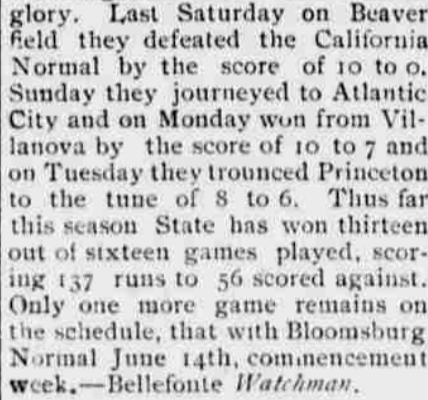 glory. Last Saturday on Beaver
field they defeated the California
Normal by the score of 10 to 0.
Sunday they journeyed to Atlantic
City and on Monday won from Vil-
lanova by the score of 10 to 7 and
on Tuesday they trounced Princeton
to the tune of 8 to 6. Thus far
this season State has won thirteen
out of sixteen games played, scor-
ing 137 runs to 56 scored against.
Only one more game remains on
the schedule, that with Bloomsburg
Normal June 14th, commencement
week.—Bellefonte Watchman.